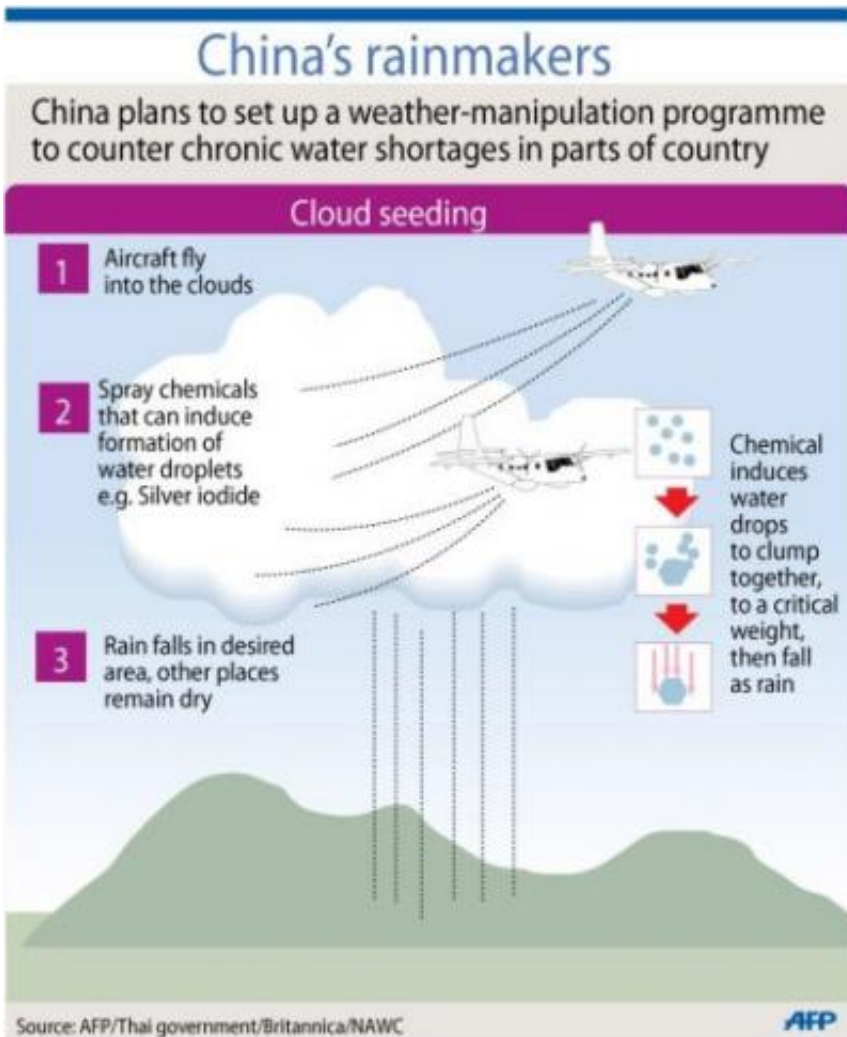 China's rainmakers
China plans to set up a weather-manipulation programme
to counter chronic water shortages in parts of country
Cloud seeding
1
Aircraft fly
into the clouds
2
Spray chemicals
that can induce
formation of
water droplets
e.g. Silver iodide
Chemical
induces
water
drops
to clump
together,
to a critical
weight,
then fall
as rain
3
Rain falls in desired
area, other places
remain dry
Source: AFP/Thai government/Britannica/NAWC
AFP